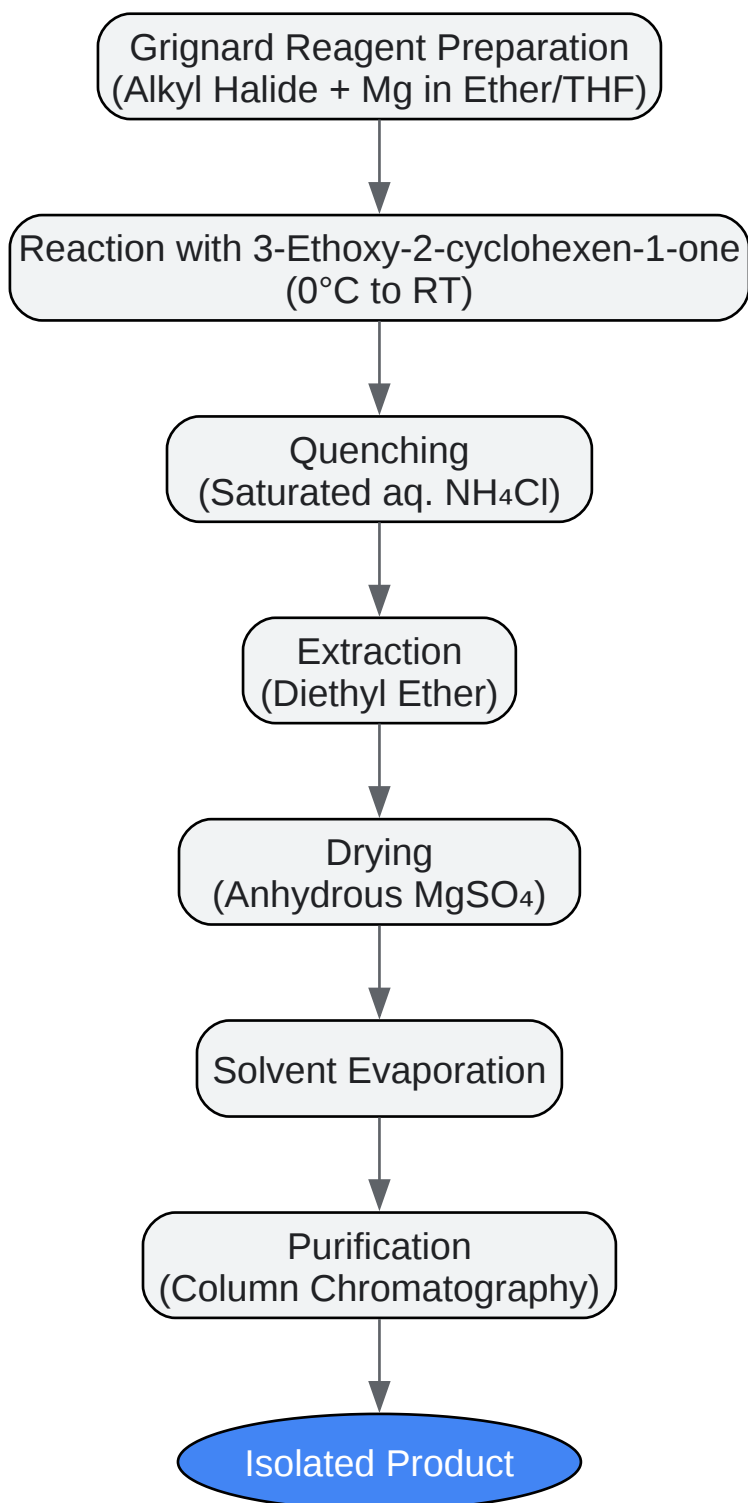 Grignard Reagent Preparation
(Alkyl Halide + Mg in Ether/THF)
Reaction with 3-Ethoxy-2-cyclohexen-1-one
(0°C to RT)
Quenching
(Saturated aq. NH₄Cl)
Extraction
(Diethyl Ether)
Drying
(Anhydrous MgSO₄)
Solvent Evaporation
Purification
(Column Chromatography)
Isolated Product